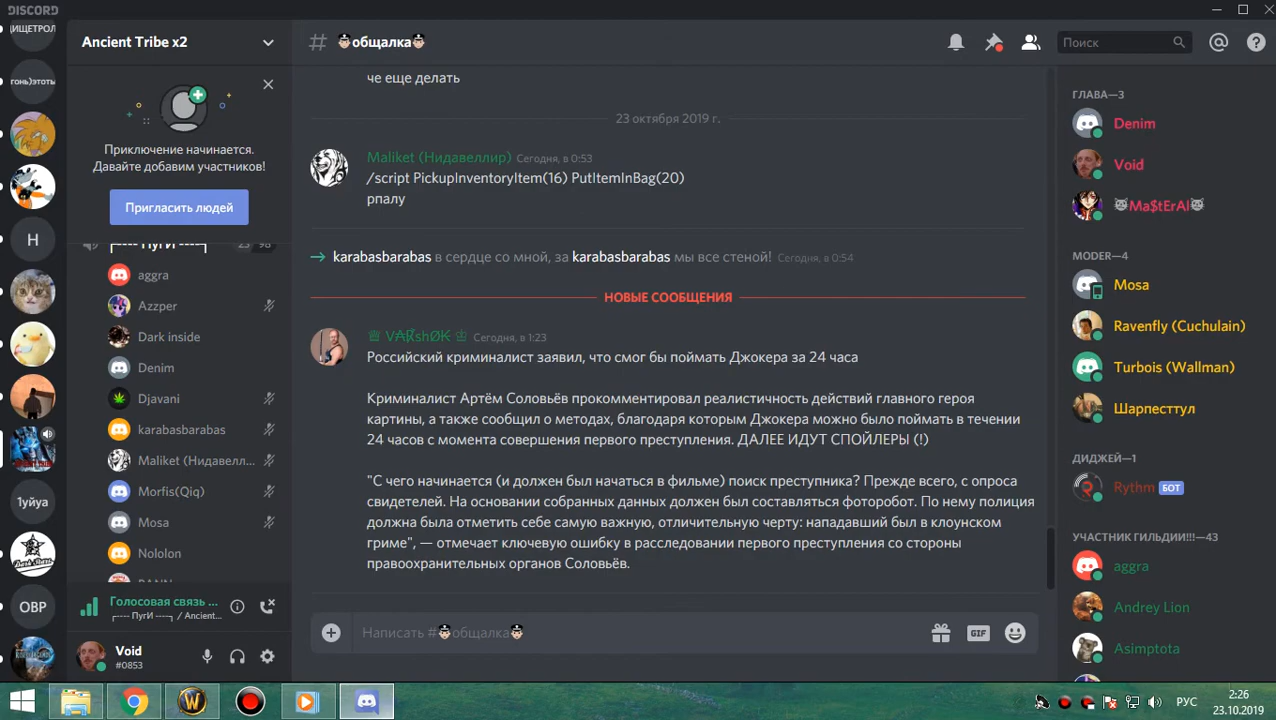 DISCORD
ИЩЕТРОЛ
гонь)этоты
Н
1уйуа
ОВР
Ancient Tribe x2
Приключение начинается.
Давайте добавим участников!
Пригласить людей
aggra
Azzper
Dark inside
Denim
Djavani
karabasbarabas
Maliket (Нидавелл...
Morfis(Qiq)
Mosa
Nololon
Голосовая связь ...
┌---- ПугИ ----┐ / Ancient...
Void
#0853
# 👮общалка👮
Поиск
че еще делать
23 октября 2019 г.
Maliket (Нидавеллир) Сегодня, в 0:53
/script PickupInventoryItem(16) PutItemInBag(20)
рпалу
karabasbarabas в сердце со мной, за karabasbarabas мы все стеной! Сегодня, в 0:54
НОВЫЕ СООБЩЕНИЯ
Сегодня, в 1:23
Российский криминалист заявил, что смог бы поймать Джокера за 24 часа
Криминалист Артём Соловьёв прокомментировал реалистичность действий главного героя
картины, а также сообщил о методах, благодаря которым Джокера можно было поймать в течении
24 часов с момента совершения первого преступления. ДАЛЕЕ ИДУТ СПОЙЛЕРЫ (!)
"С чего начинается (и должен был начаться в фильме) поиск преступника? Прежде всего, с опроса
свидетелей. На основании собранных данных должен был составляться фоторобот. По нему полиция
должна была отметить себе самую важную, отличительную черту: нападавший был в клоунском
гриме", — отмечает ключевую ошибку в расследовании первого преступления со стороны
правоохранительных органов Соловьёв.
Написать #👮общалка👮
GIF
ГЛАВА—3
Denim
Void
😈Ma$tErAl😈
MODER—4
Mosa
Ravenfly (Cuchulain)
Turbois (Wallman)
Шарпесттул
ДИДЖЕЙ—1
Rythm БОТ
УЧАСТНИК ГИЛЬДИИ!!!—43
aggra
Andrey Lion
Asimptota
РУС
2:26
23.10.2019